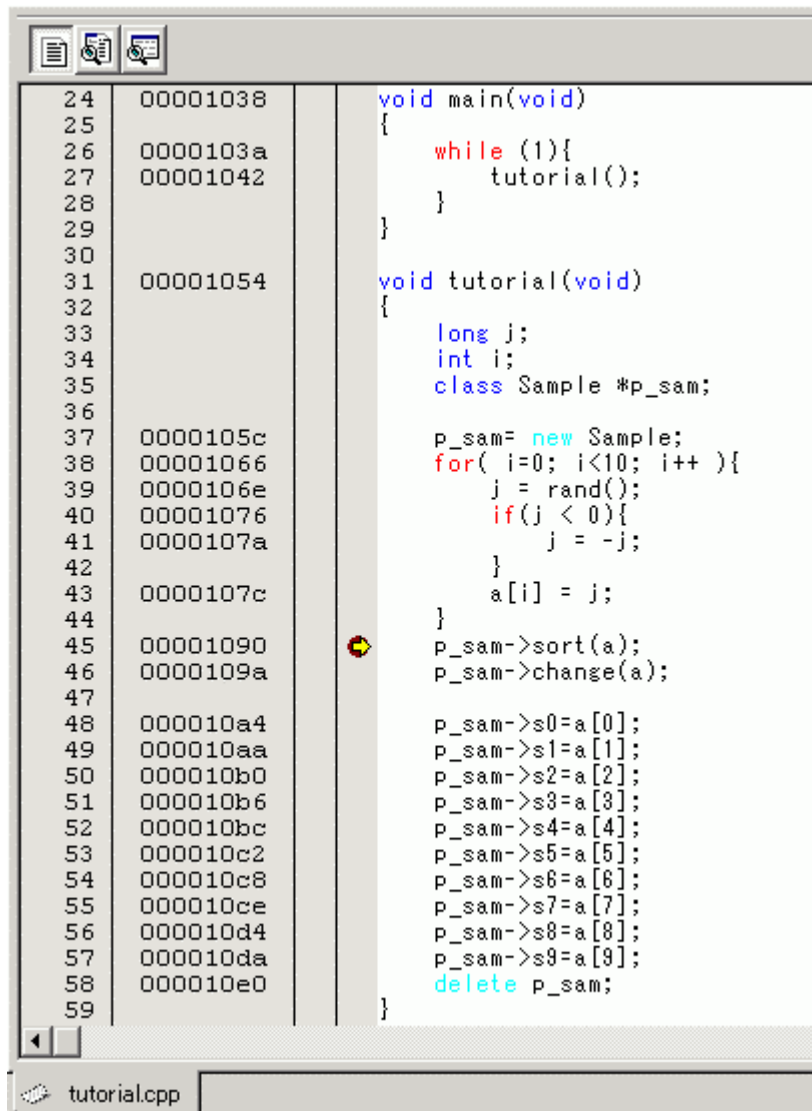 24 00001038 void main(void)
25 {
26 0000103a while (1){
27 00001042 tutorial();
28 }
29 }
30
31 00001054 void tutorial(void)
32 {
33 long j;
34 int i;
35 class Sample *p_sam;
36
37 0000105c p_sam= new Sample;
38 00001066 for( i=0; i<10; i++ ){
39 0000106e j = rand();
40 00001076 if(j < 0){
41 0000107a j = -j;
42 }
43 0000107c a[i] = j;
44 }
45 00001090 p_sam->sort(a);
46 0000109a p_sam->change(a);
47
48 000010a4 p_sam->s0=a[0];
49 000010aa p_sam->s1=a[1];
50 000010b0 p_sam->s2=a[2];
51 000010b6 p_sam->s3=a[3];
52 000010bc p_sam->s4=a[4];
53 000010c2 p_sam->s5=a[5];
54 000010c8 p_sam->s6=a[6];
55 000010ce p_sam->s7=a[7];
56 000010d4 p_sam->s8=a[8];
57 000010da p_sam->s9=a[9];
58 000010e0 delete p_sam;
59 }
tutorial.cpp